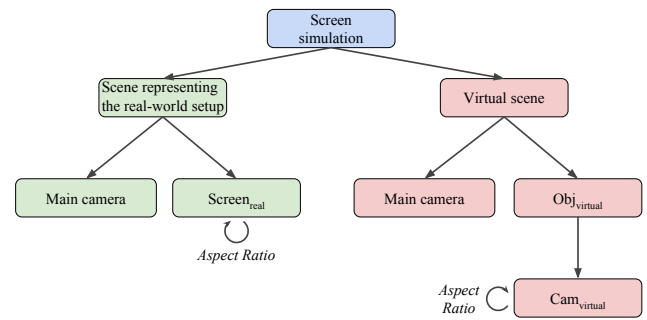 Screen
simulation
Scene representing
the real-world setup
Virtual scene
Main camera
Screen_real
Main camera
Obj_virtual
Aspect Ratio
Aspect
Ratio
Cam_virtual